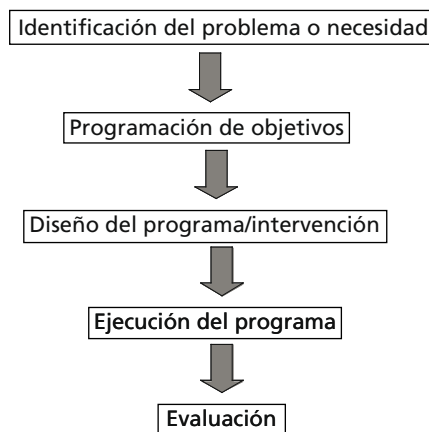 Identificación del problema o necesidad
Programación de objetivos
Diseño del programa/intervención
Ejecución del programa
Evaluación